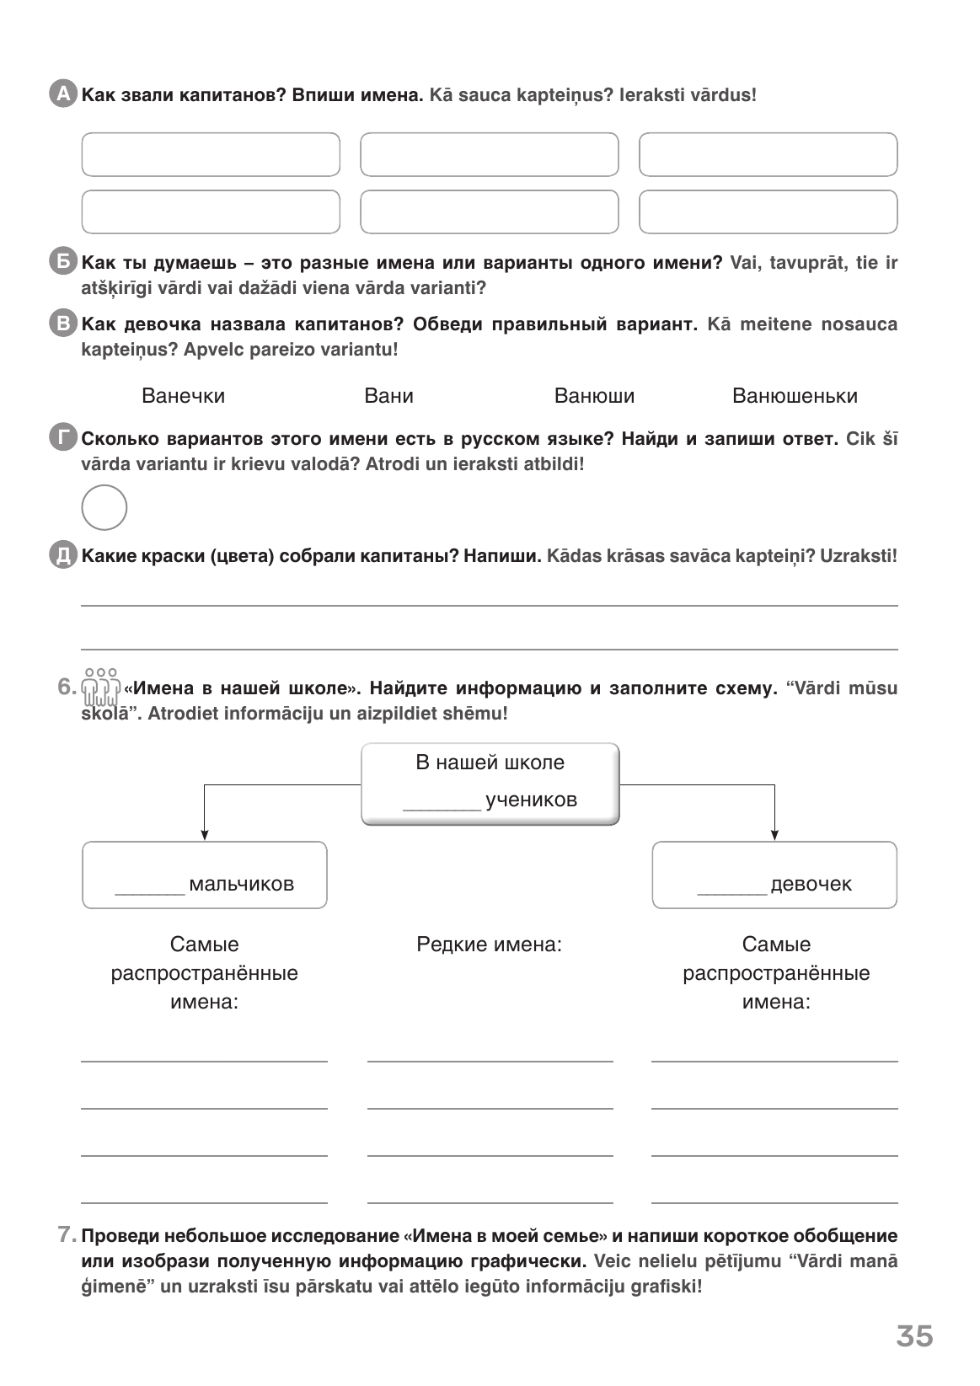 А Как звали капитанов? Впиши имена. Kā sauca kapteiņus? Ieraksti vārdus!
Б Как ты думаешь – это разные имена или варианты одного имени? Vai, tavuprāt, tie ir
atšķirīgi vārdi vai dažādi viena vārda varianti?
В Как девочка назвала капитанов? Обведи правильный вариант. Kā meitene nosauca
kapteiņus? Apvelc pareizo variantu!
Ванечки Вани Ванюши Ванюшеньки
Г Сколько вариантов этого имени есть в русском языке? Найди и запиши ответ. Cik šī
vārda variantu ir krievu valodā? Atrodi un ieraksti atbildi!
Д Какие краски (цвета) собрали капитаны? Напиши. Kādas krāsas savāca kapteiņi? Uzraksti!
6. «Имена в нашей школе». Найдите информацию и заполните схему. “Vārdi mūsu
skolā”. Atrodiet informāciju un aizpildiet shēmu!
В нашей школе
_______ учеников
_______ мальчиков _______ девочек
Самые Редкие имена: Самые
распространённые распространённые
имена: имена:
7. Проведи небольшое исследование «Имена в моей семье» и напиши короткое обобщение
или изобрази полученную информацию графически. Veic nelielu pētījumu “Vārdi manā
ģimenē” un uzraksti īsu pārskatu vai attēlo iegūto informāciju grafiski!
35